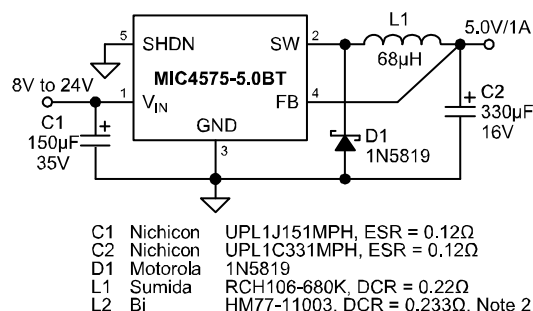 L1
5.0V/1A
5 SHDN SW 2
68µH
MIC4575-5.0BT
8V to 24V
1 VIN FB 4
C2
330µF
16V
C1
150µF
35V
GND
3
D1
1N5819
C1 Nichicon UPL1J151MPH, ESR = 0.12Ω
C2 Nichicon UPL1C331MPH, ESR = 0.12Ω
D1 Motorola 1N5819
L1 Sumida RCH106-680K, DCR = 0.22Ω
L2 Bi HM77-11003, DCR = 0.233Ω, Note 2